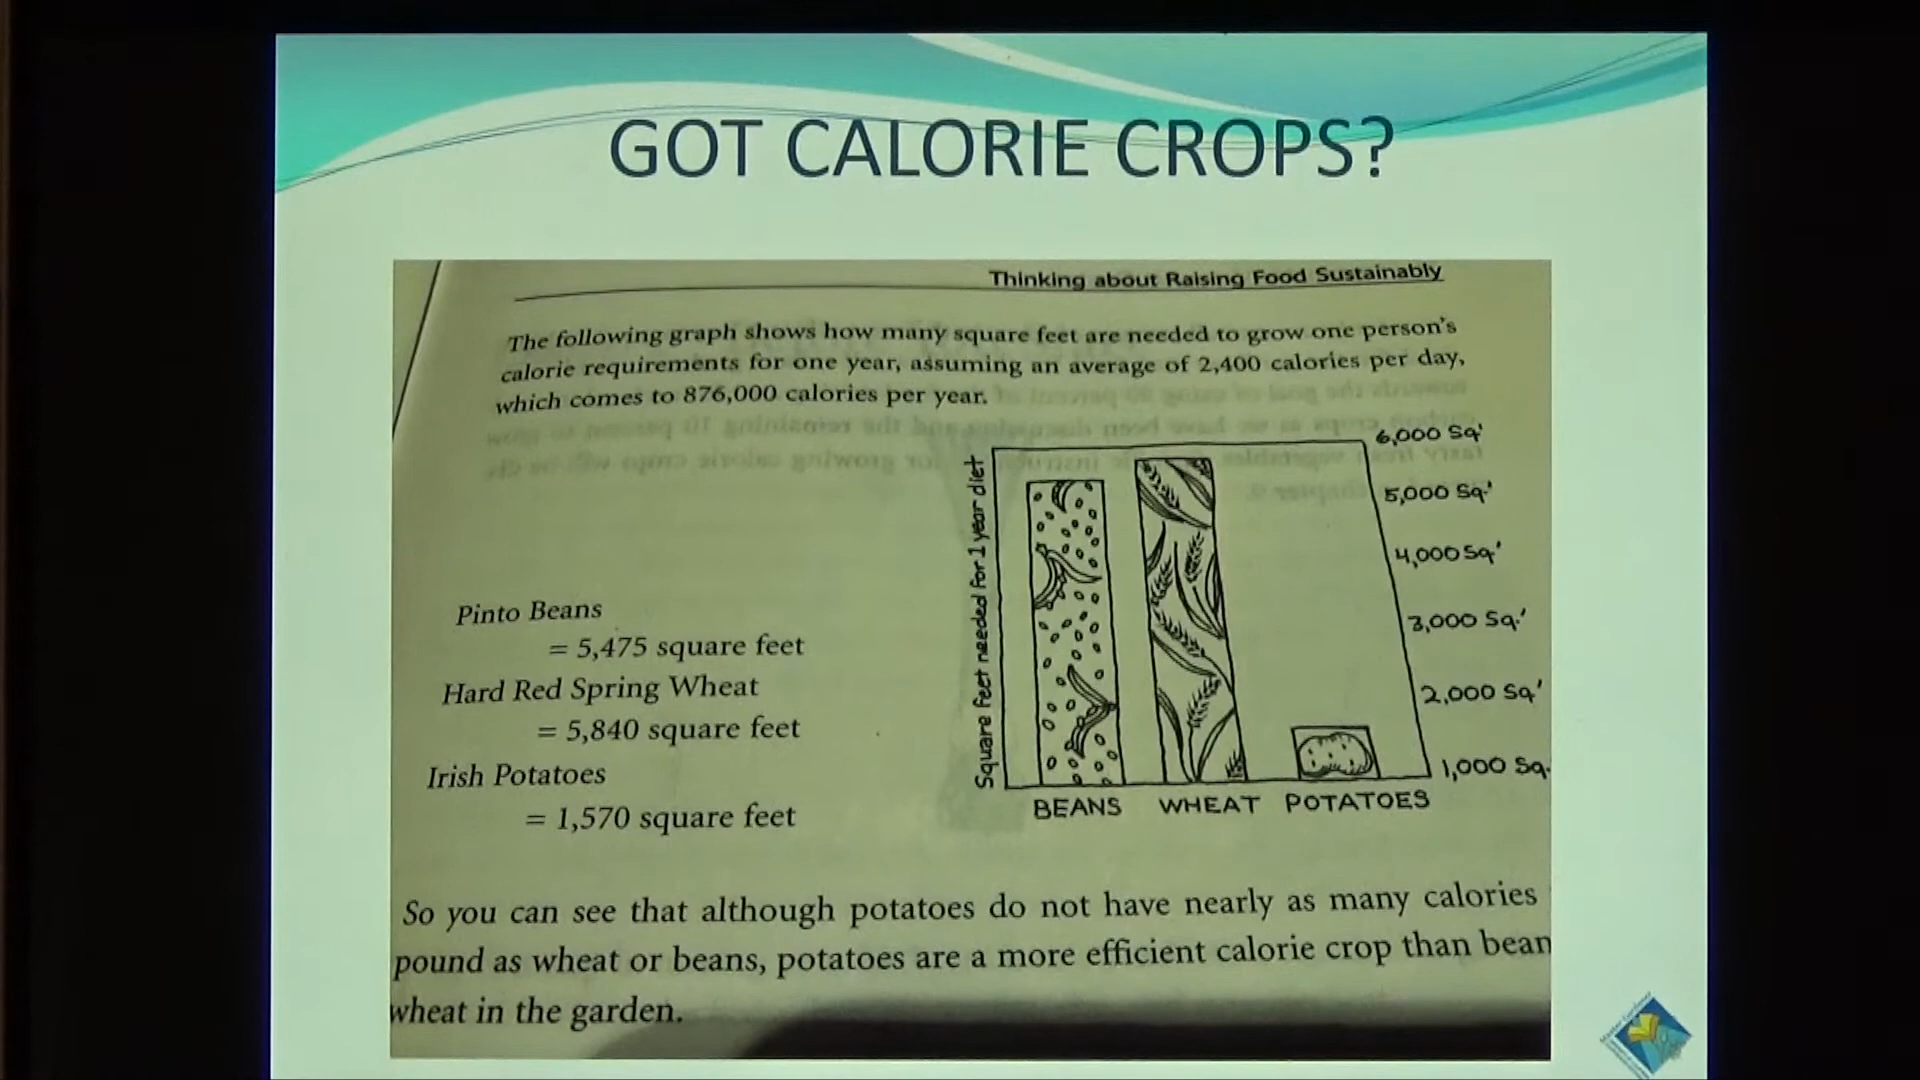 GOT CALORIE CROPS?
Thinking about Raising Food Sustainably
The following graph shows how many square feet are needed to grow one person's
calorie requirements for one year, assuming an average of 2,400 calories per day,
which comes to 876,000 calories per year.
Pinto Beans
= 5,475 square feet
Hard Red Spring Wheat
= 5,840 square feet
Irish Potatoes
= 1,570 square feet
Square feet needed for 1 year diet
6,000 Sq'
5,000 Sq.'
4,000 Sq'
3,000 Sq.'
2,000 Sq'
1,000 Sq.
BEANS WHEAT POTATOES
So you can see that although potatoes do not have nearly as many calories
pound as wheat or beans, potatoes are a more efficient calorie crop than bean
wheat in the garden.